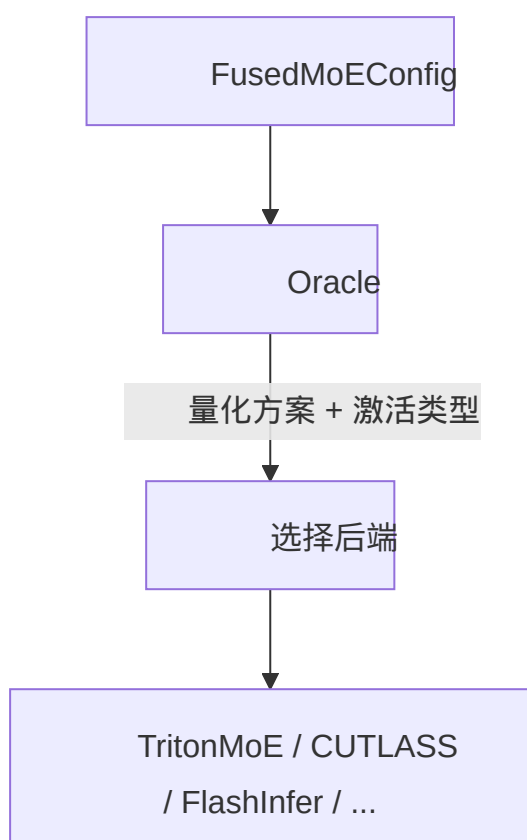 FusedMoEConfig
Oracle
量化方案 + 激活类型
选择后端
TritonMoE / CUTLASS
/ FlashInfer / ...